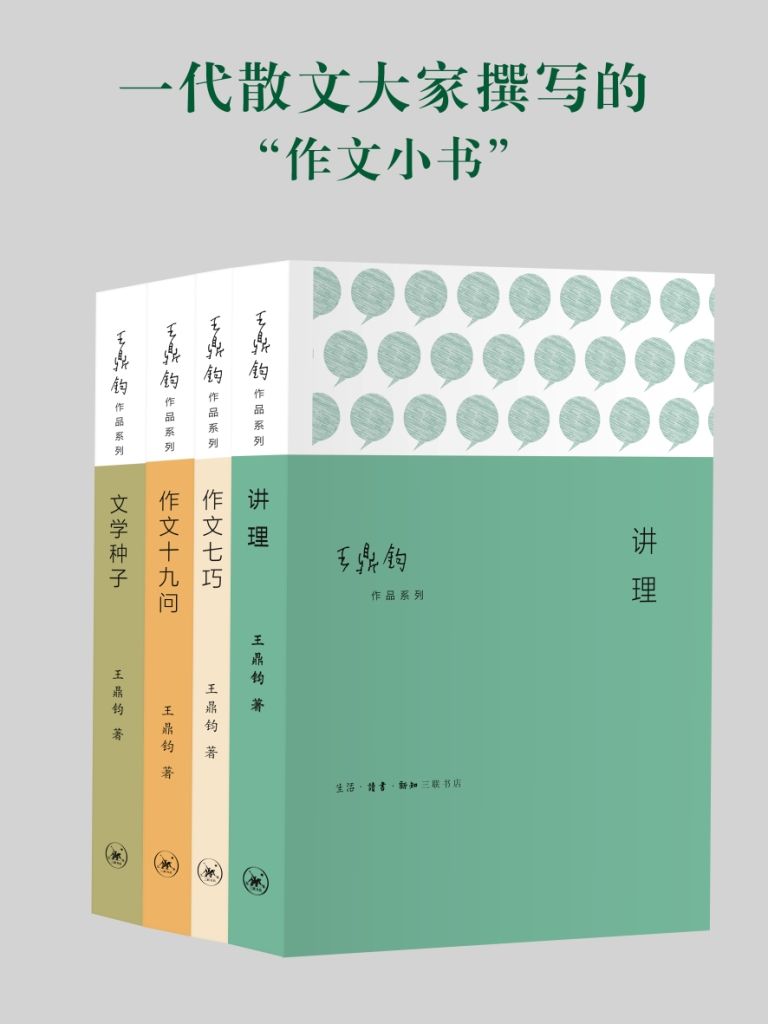 一代散文大家撰写的
“作文小书”
王鼎钧
作品系列
文学种子
王鼎钧 著
王鼎钧
作品系列
作文十九问
王鼎钧 著
王鼎钧
作品系列
作文七巧
王鼎钧 著
王鼎钧
作品系列
讲理
王鼎钧 著
讲理
王鼎钧
作品系列
生活·读书·新知三联书店